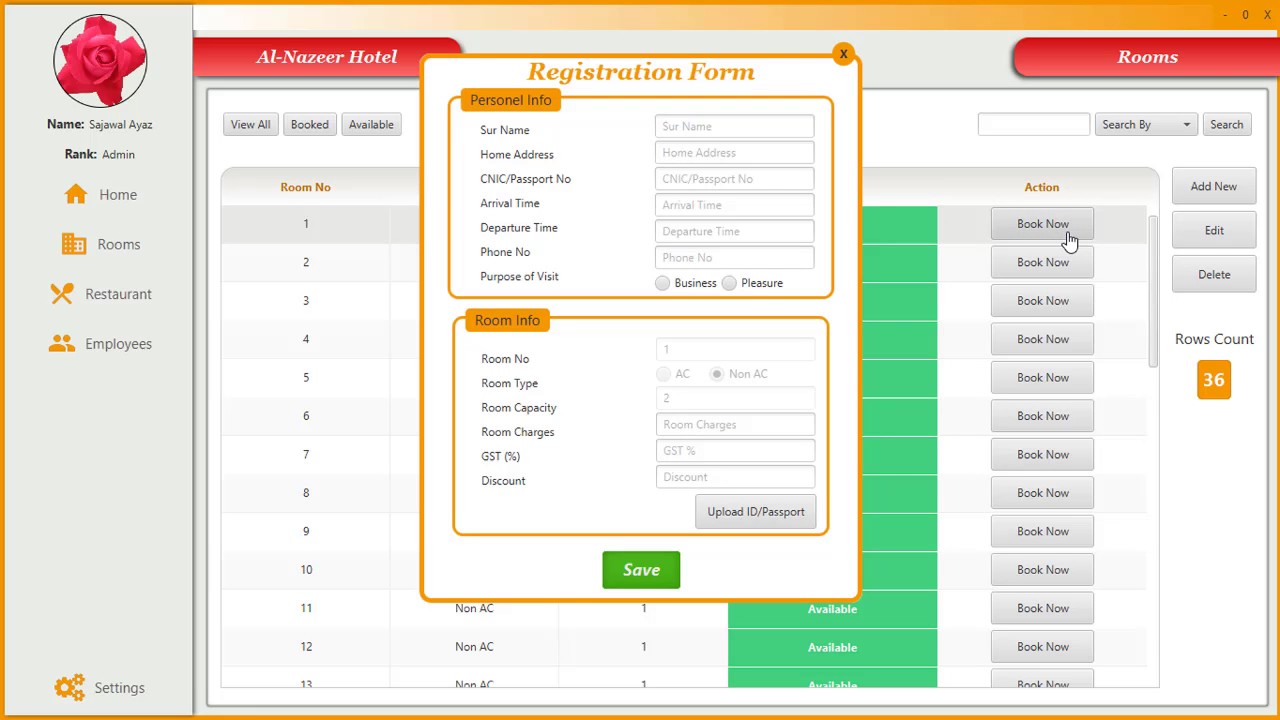 - 0 X
Al-Nazeer Hotel
Rooms
Name: Sajawal Ayaz
Rank: Admin
Home
Rooms
Restaurant
Employees
Settings
View All Booked Available
Search By Search
Room No
Action
1 Book Now
2 Book Now
3 Book Now
4 Book Now
5 Book Now
6 Book Now
7 Book Now
8 Book Now
9 Book Now
10 Book Now
11 Non AC 1 Available Book Now
12 Non AC 1 Available Book Now
13 Non AC 1 Available Book Now
Add New
Edit
Delete
Rows Count
36
X
Registration Form
Personel Info
Sur Name Sur Name
Home Address Home Address
CNIC/Passport No CNIC/Passport No
Arrival Time Arrival Time
Departure Time Departure Time
Phone No Phone No
Purpose of Visit Business Pleasure
Room Info
Room No 1
Room Type AC Non AC
Room Capacity 2
Room Charges Room Charges
GST (%) GST %
Discount Discount
Upload ID/Passport
Save